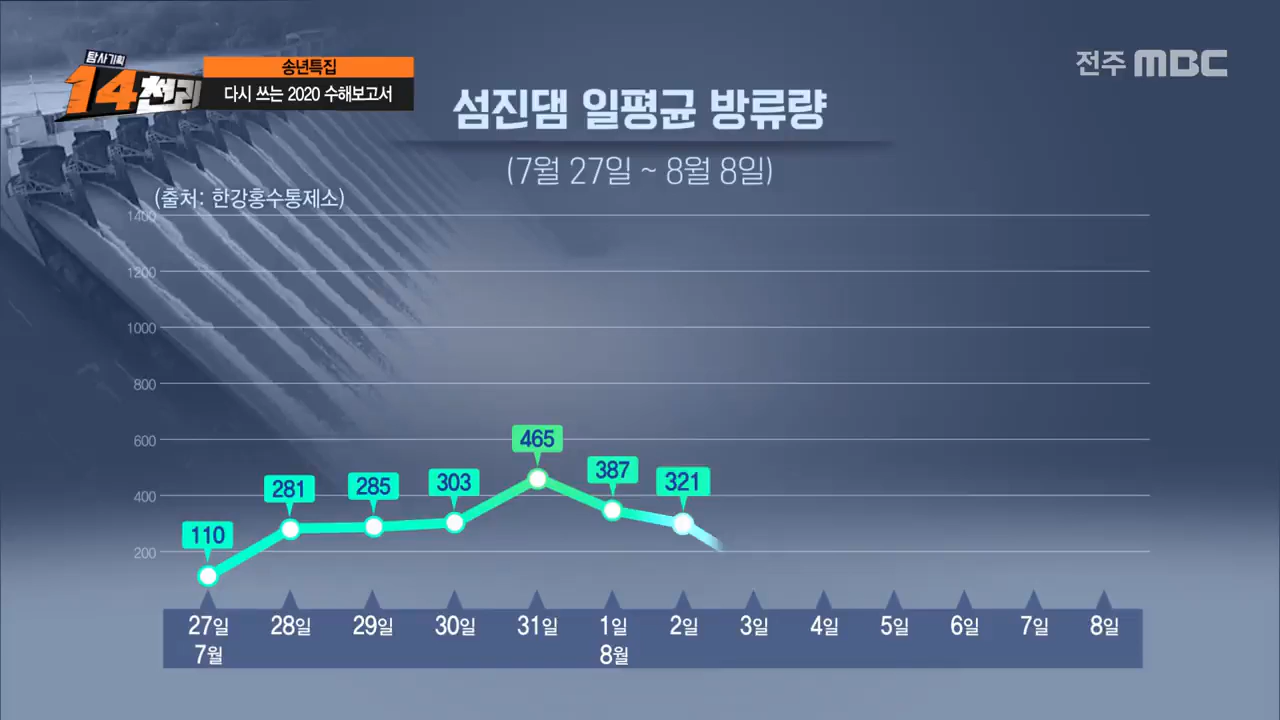 탐사기획
14천리
송년특집
다시 쓰는 2020 수해보고서
전주 MBC
섬진댐 일평균 방류량
(7월 27일 ~ 8월 8일)
(출처: 한강홍수통제소)
1400
1200
1000
800
600
400
200
110
281
285
303
465
387
321
27일 28일 29일 30일 31일 1일 2일 3일 4일 5일 6일 7일 8일
7월 8월